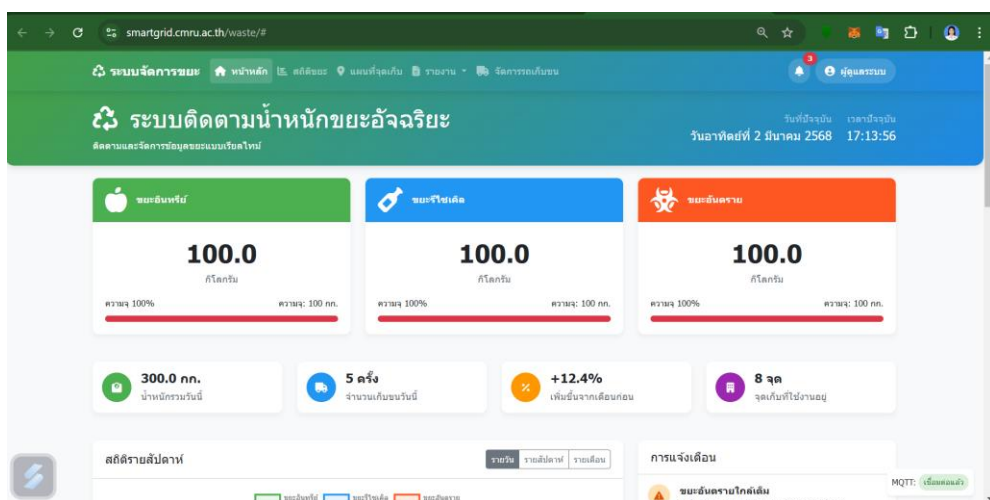 smartgrid.cmru.ac.th/waste/#
ระบบจัดการขยะ หน้าหลัก สถิติขยะ แผนที่จุดเก็บ รายงาน จัดการรถเก็บขน 3 ผู้ดูแลระบบ
ระบบติดตามน้ำหนักขยะอัจฉริยะ
ติดตามและจัดการข้อมูลขยะแบบเรียลไทม์
วันที่ปัจจุบัน เวลาปัจจุบัน
วันอาทิตย์ที่ 2 มีนาคม 2568 17:13:56
ขยะอินทรีย์ ขยะรีไซเคิล ขยะอันตราย
100.0 100.0 100.0
กิโลกรัม กิโลกรัม กิโลกรัม
ความจุ 100% ความจุ: 100 กก. ความจุ 100% ความจุ: 100 กก. ความจุ 100% ความจุ: 100 กก.
300.0 กก. 5 ครั้ง +12.4% 8 จุด
น้ำหนักรวมวันนี้ จำนวนเก็บขนวันนี้ เพิ่มขึ้นจากเดือนก่อน จุดเก็บที่ใช้งานอยู่
สถิติรายสัปดาห์ รายวัน รายสัปดาห์ รายเดือน การแจ้งเตือน
ขยะอินทรีย์ ขยะรีไซเคิล ขยะอันตราย
ขยะอันตรายใกล้เต็ม
MQTT: เชื่อมต่อแล้ว